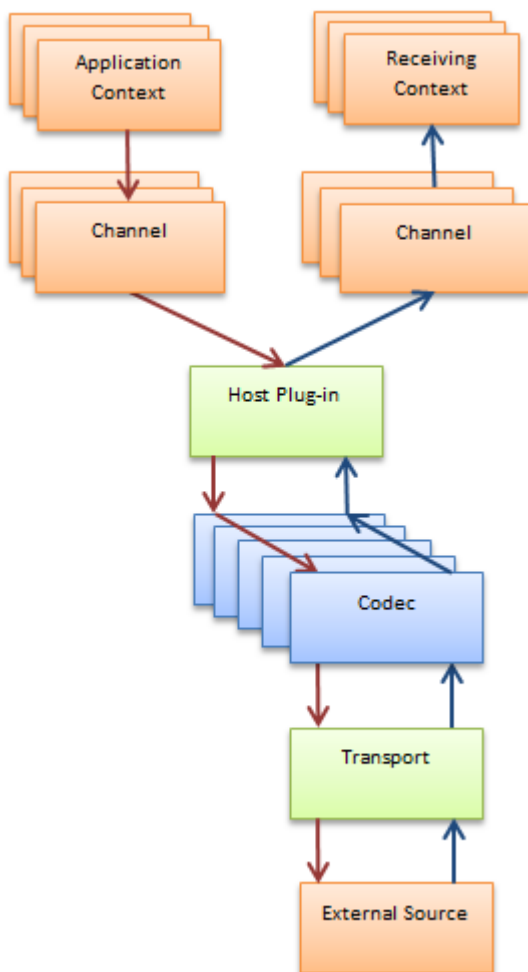 Application
Context
Receiving
Context
Channel
Channel
Host Plug-in
Codec
Transport
External Source